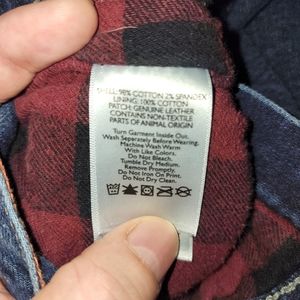 SHELL: 98% COTTON 2% SPANDEX
LINING: 100% COTTON
PATCH: GENUINE LEATHER
CONTAINS NON-TEXTILE
PARTS OF ANIMAL ORIGIN
Turn Garment Inside Out.
Wash Separately Before Wearing.
Machine Wash Warm
With Like Colors.
Do Not Bleach.
Tumble Dry Medium.
Remove Promptly.
Do Not Iron On Print.
Do Not Dry Clean.